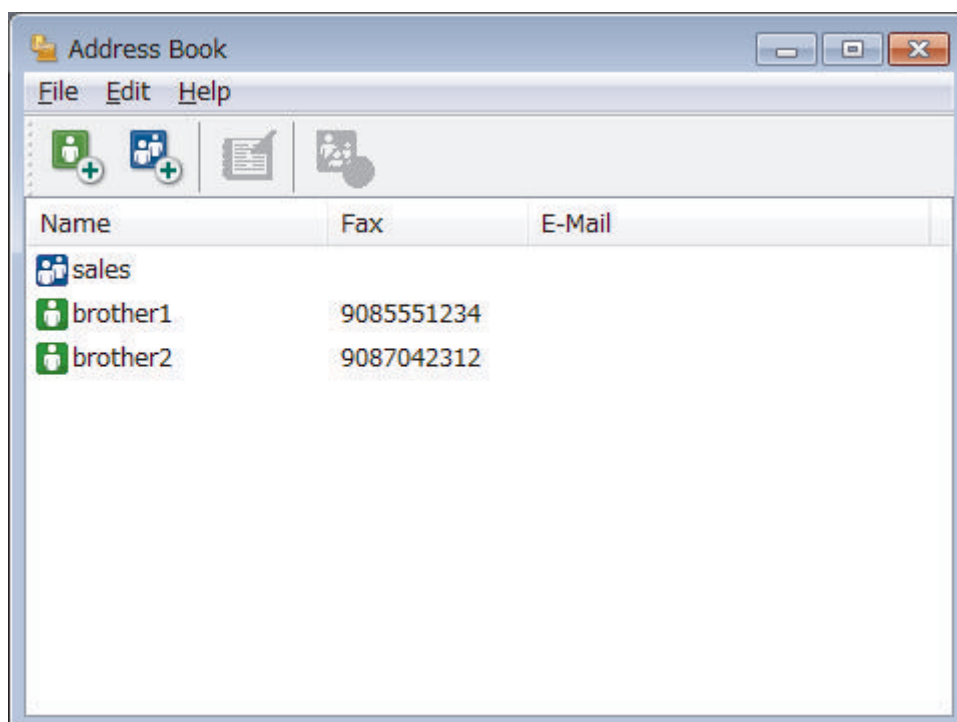 Address Book
File Edit Help
Name Fax E-Mail
sales
brother1 9085551234
brother2 9087042312